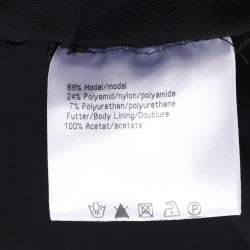 69% Modal/modal
24% Polyamid/nylon/polyamide
7% Polyurethan/polyurethane
Futter/Body Lining/Doublure
100% Acetat/acetate